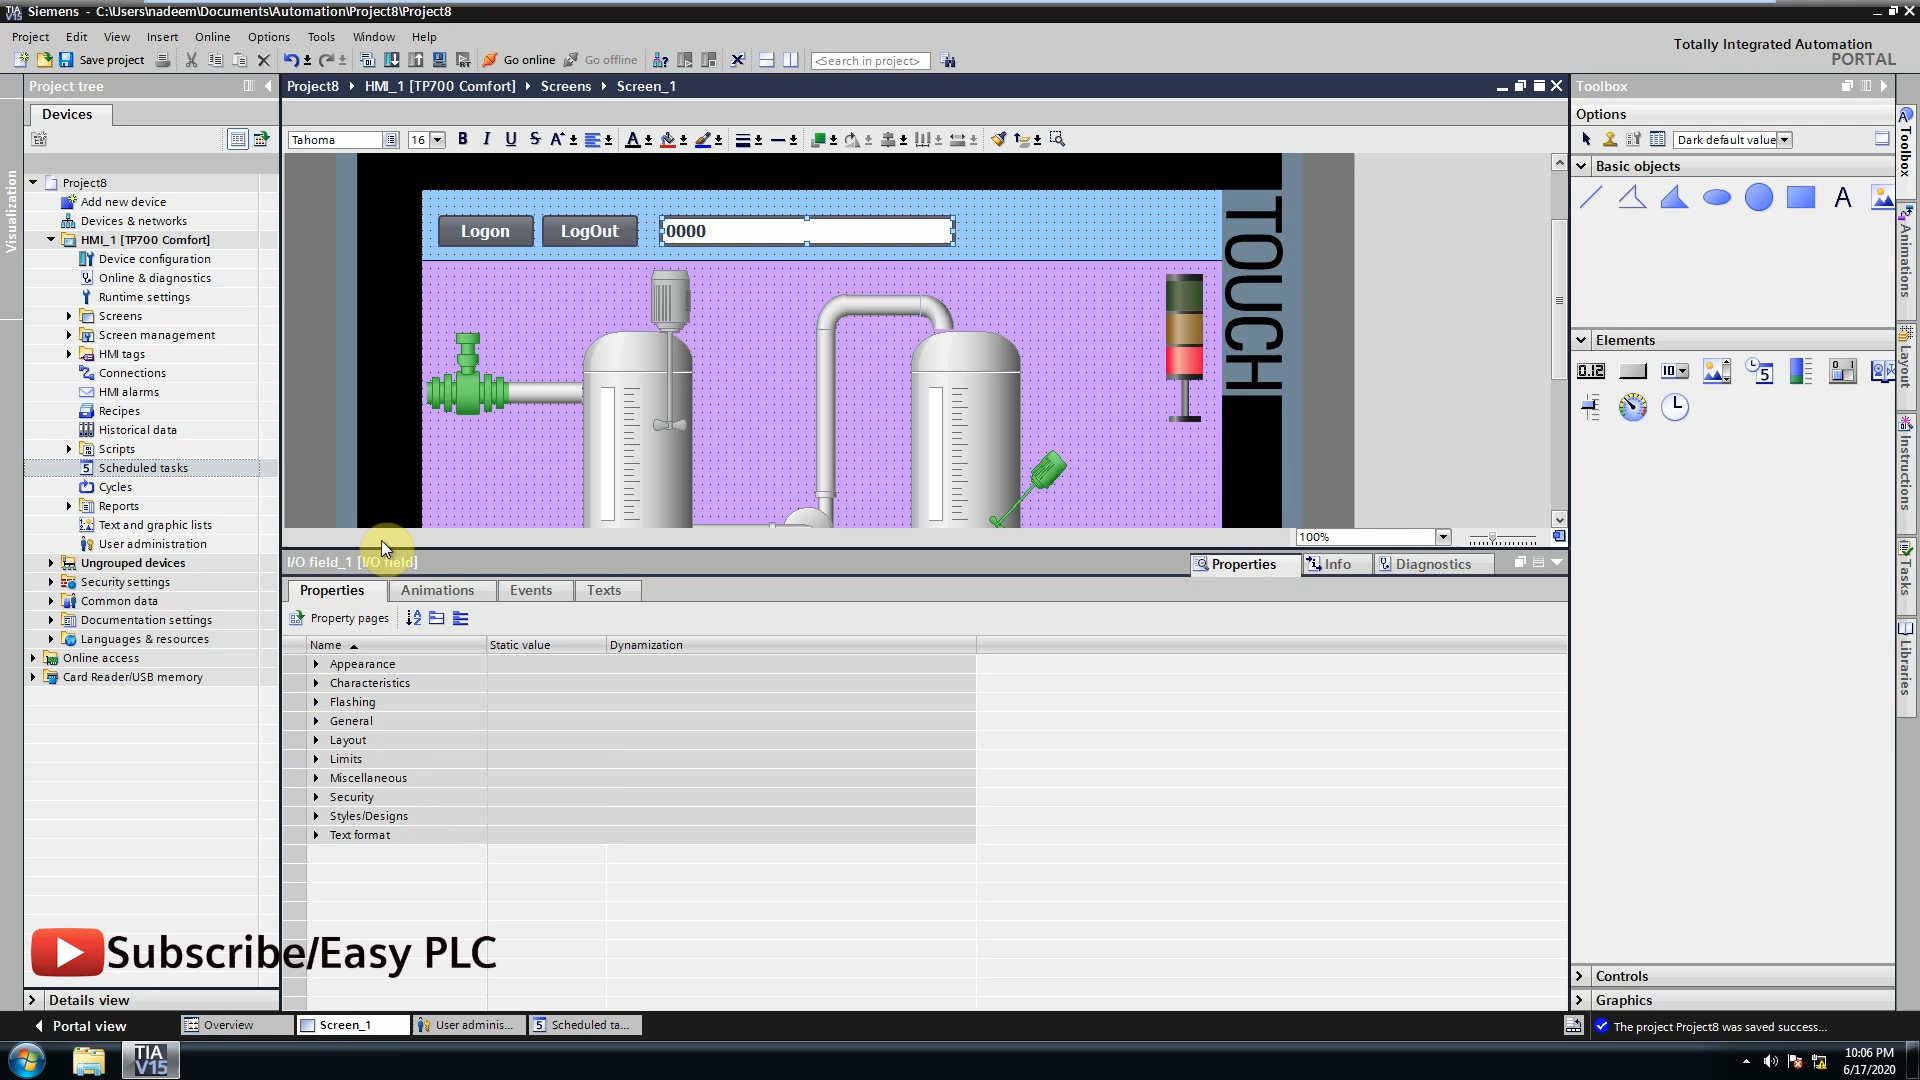 Siemens - C:\Users\nadeem\Documents\Automation\Project8\Project8
Project Edit View Insert Online Options Tools Window Help
Totally Integrated Automation
PORTAL
Save project Go online Go offline <Search in project>
Project tree
Project8 HMI_1 [TP700 Comfort] Screens Screen_1
Toolbox
Devices
Options
Tahoma 16 B I U S A A
Dark default value
Basic objects
Visualization
Project8
Add new device
Devices & networks
HMI_1 [TP700 Comfort]
Device configuration
Online & diagnostics
Runtime settings
Screens
Screen management
HMI tags
Connections
HMI alarms
Recipes
Historical data
Scripts
Scheduled tasks
Cycles
Reports
Text and graphic lists
User administration
Ungrouped devices
Security settings
Common data
Documentation settings
Languages & resources
Online access
Card Reader/USB memory
Logon LogOut 0000
TOUCH
Elements
0.12
10
5
Toolbox
Animations
Layout
Instructions
Tasks
Libraries
100%
I/O field_1 [I/O field]
Properties Info Diagnostics
Properties Animations Events Texts
Property pages
Name Static value Dynamization
Appearance
Characteristics
Flashing
General
Layout
Limits
Miscellaneous
Security
Styles/Designs
Text format
Subscribe/Easy PLC
Controls
Graphics
Details view
Portal view Overview Screen_1 User adminis... Scheduled ta...
The project Project8 was saved success...
TIA V15
10:06 PM
6/17/2020